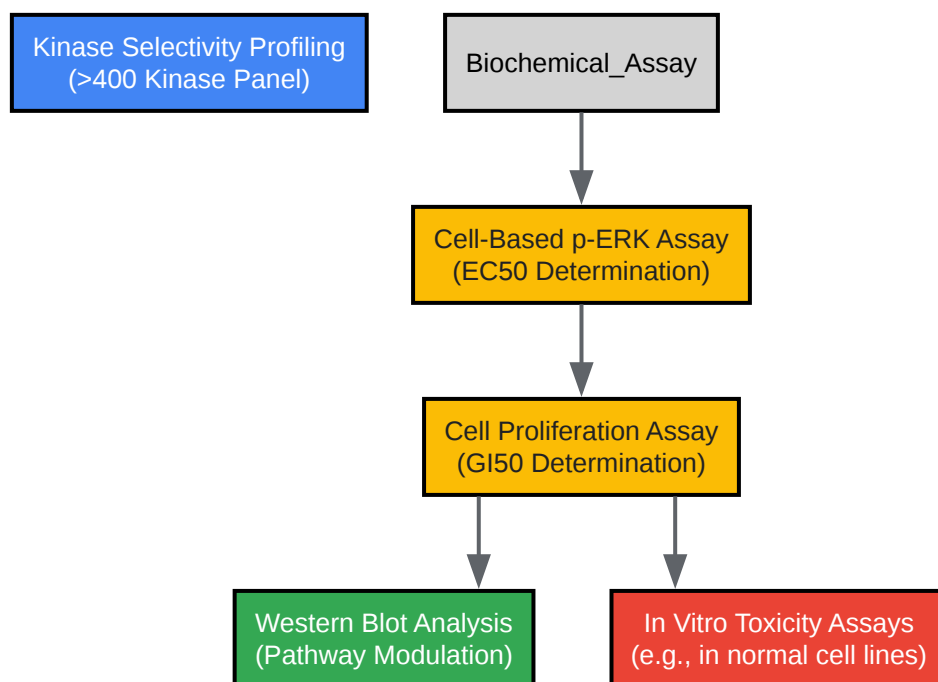 Kinase Selectivity Profiling
(>400 Kinase Panel)
Biochemical_Assay
Cell-Based p-ERK Assay
(EC50 Determination)
Cell Proliferation Assay
(GI50 Determination)
Western Blot Analysis
(Pathway Modulation)
In Vitro Toxicity Assays
(e.g., in normal cell lines)